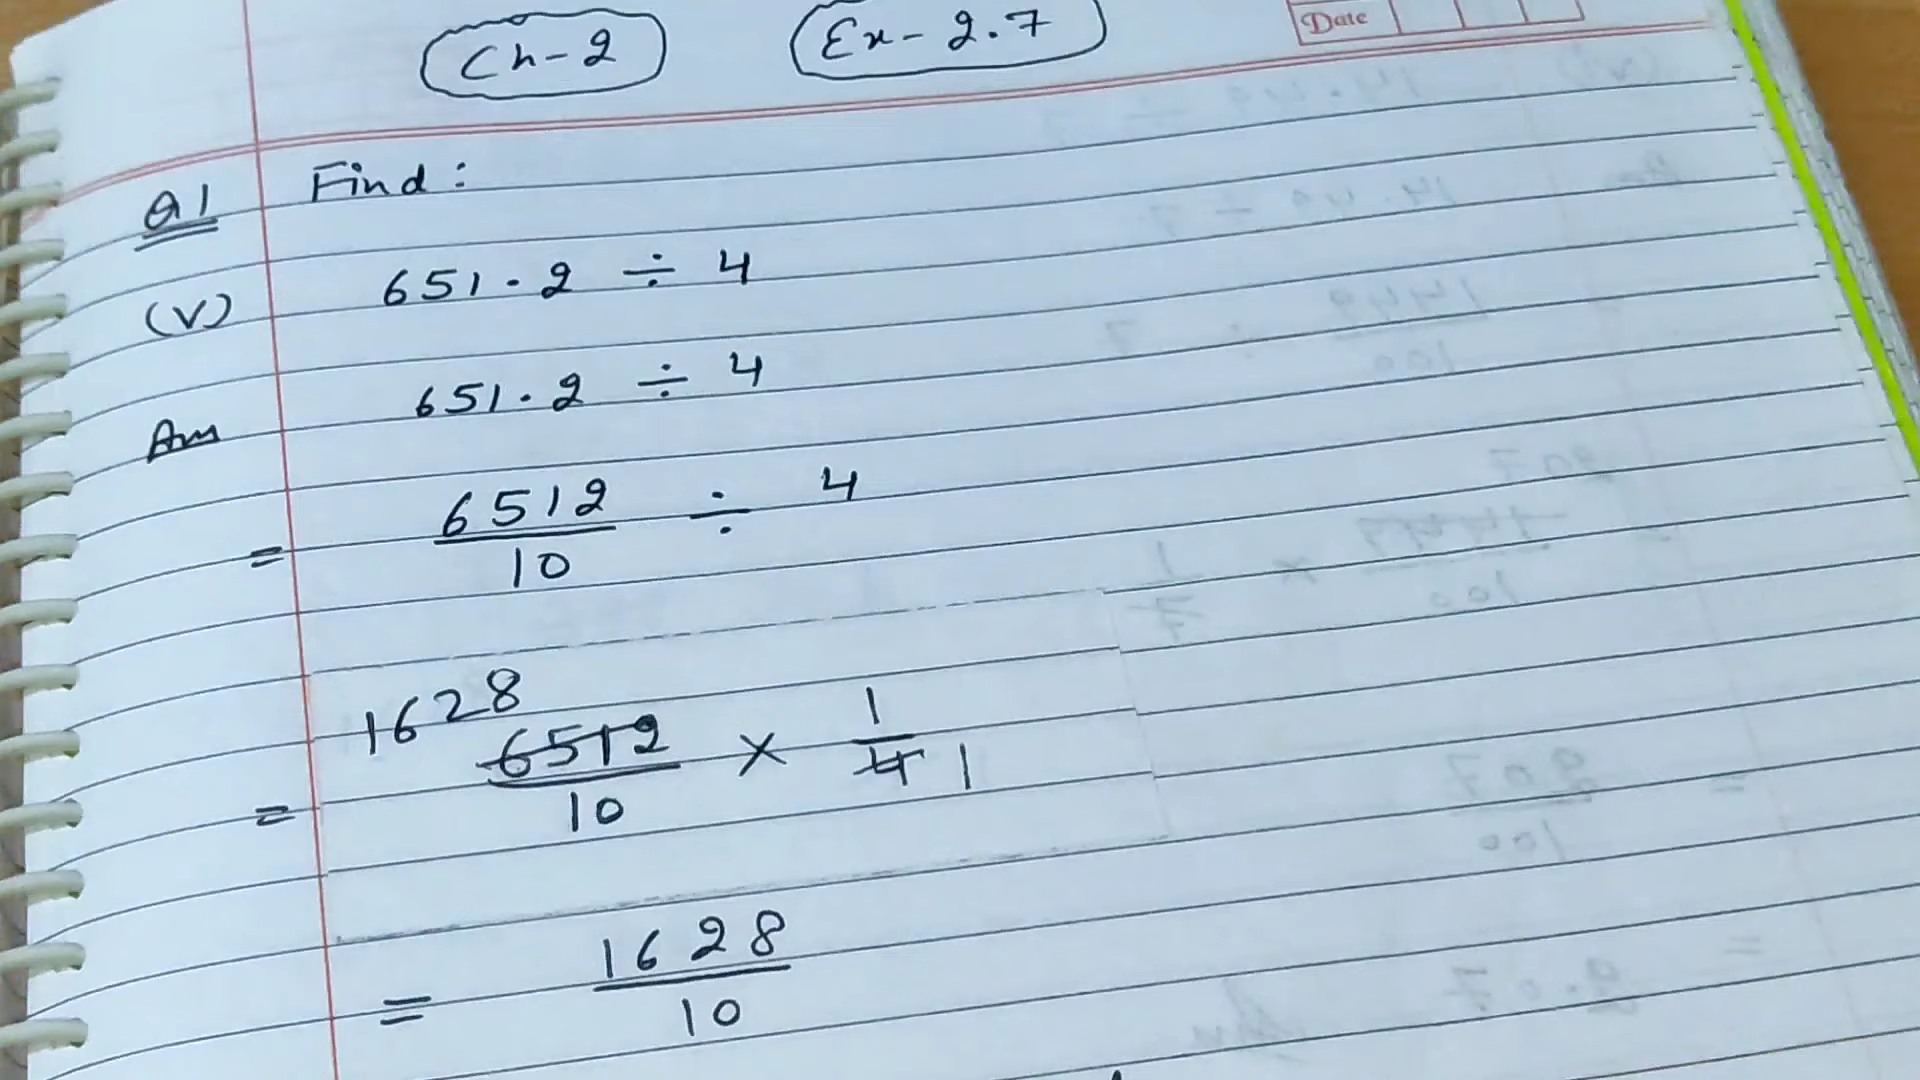 Ch-2 Ex-2.7
Date
Q1 Find:
(V) 651.2 ÷ 4
Ans 651.2 ÷ 4
= 6512/10 ÷ 4
1628 1
= 6512/10 × 1/4 1
= 1628/10